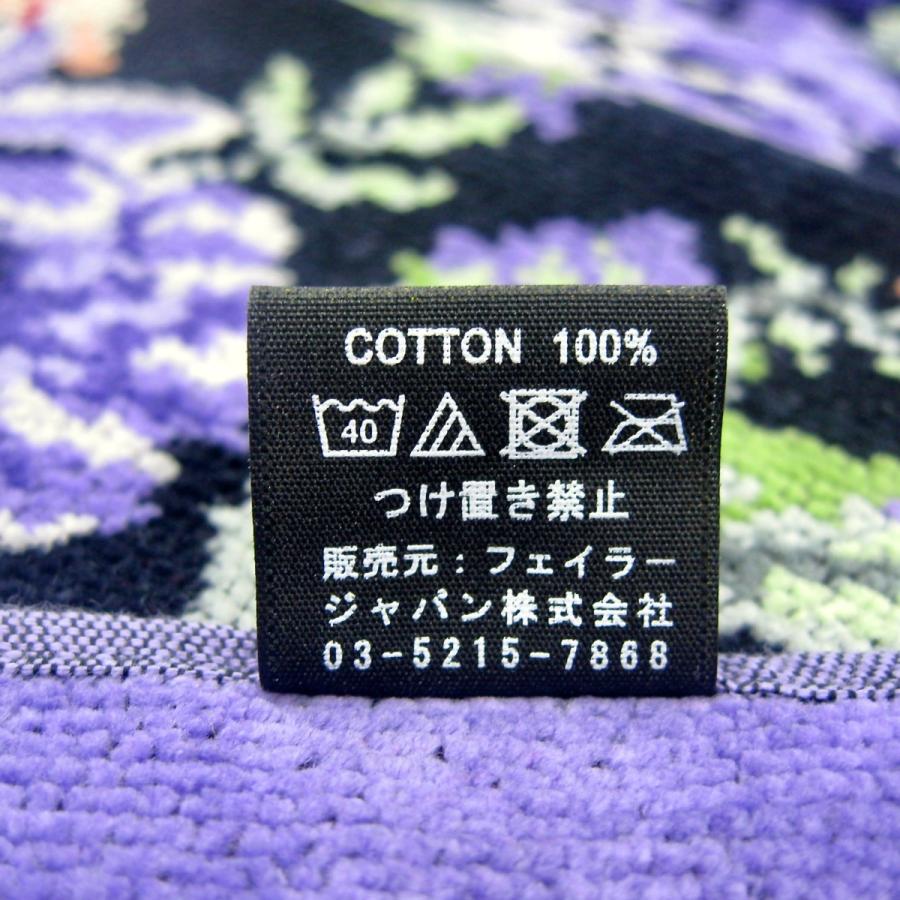 COTTON 100%
40
つけ置き禁止
販売元：フェイラー
ジャパン株式会社
03-5215-7868